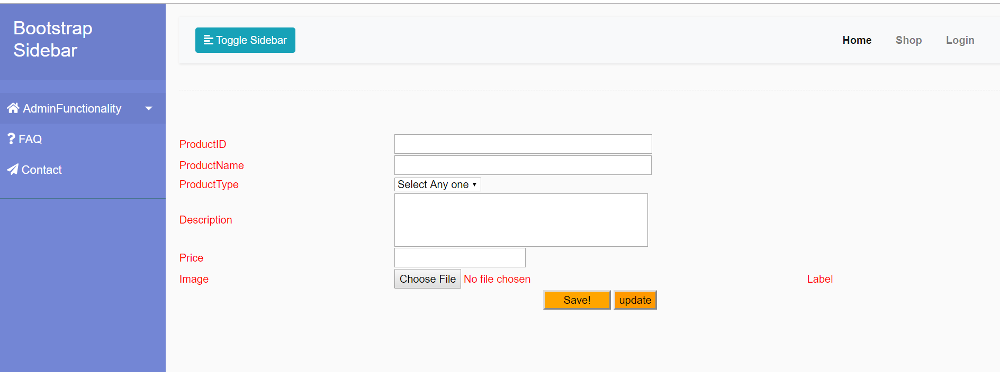 Bootstrap
Sidebar
Toggle Sidebar
Home Shop Login
AdminFunctionality
FAQ
Contact
ProductID
ProductName
ProductType Select Any one
Description
Price
Image Choose File No file chosen Label
Save! update